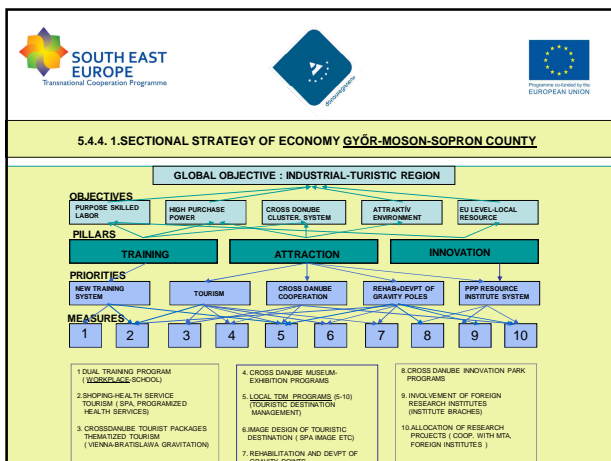 SOUTH EAST
EUROPE
Transnational Cooperation Programme
donauregionen+
Programme co-funded by the
EUROPEAN UNION
5.4.4. 1.SECTIONAL STRATEGY OF ECONOMY GYŐR-MOSON-SOPRON COUNTY
GLOBAL OBJECTIVE : INDUSTRIAL-TURISTIC REGION
OBJECTIVES
PURPOSE SKILLED
LABOR
HIGH PURCHASE
POWER
CROSS DONUBE
CLUSTER. SYSTEM
ATTRAKTÍV
ENVIRONMENT
EU LEVEL-LOCAL
RESOURCE
PILLARS
TRAINING
ATTRACTION
INNOVATION
PRIORITIES
NEW TRAINING
SYSTEM
TOURISM
CROSS DANUBE
COOPERATION
REHAB+DEVPT OF
GRAVITY POLES
PPP RESOURCE
INSTITUTE SYSTEM
MEASURES
1 2 3 4 5 6 7 8 9 10
1 DUAL TRAINING PROGRAM
( WORKPLACE-SCHOOL)
2.SHOPING-HEALTH SERVICE
TOURISM ( SPA, PROGRAMIZED
HEALTH SERVICES)
3. CROSSDANUBE TOURIST PACKAGES
THEMATIZED TOURISM
( VIENNA-BRATISLAWA GRAVITATION)
4. CROSS DANUBE MUSEUM-
EXHIBITION PROGRAMS
5. LOCAL TDM PROGRAMS (5-10)
(TOURISTIC DESTINATION
MANAGEMENT)
6.IMAGE DESIGN OF TOURISTIC
DESTINATION ( SPA IMAGE ETC)
7. REHABILITATION AND DEVPT OF
GRAVITY POINTS
8.CROSS DANUBE INNOVATION PARK
PROGRAMS
9. INVOLVEMENT OF FOREIGN
RESEARCH INSTITUTES
(INSTITUTE BRACHES)
10.ALLOCATION OF RESEARCH
PROJECTS ( COOP. WITH MTA,
FOREIGN INSTITUTES )